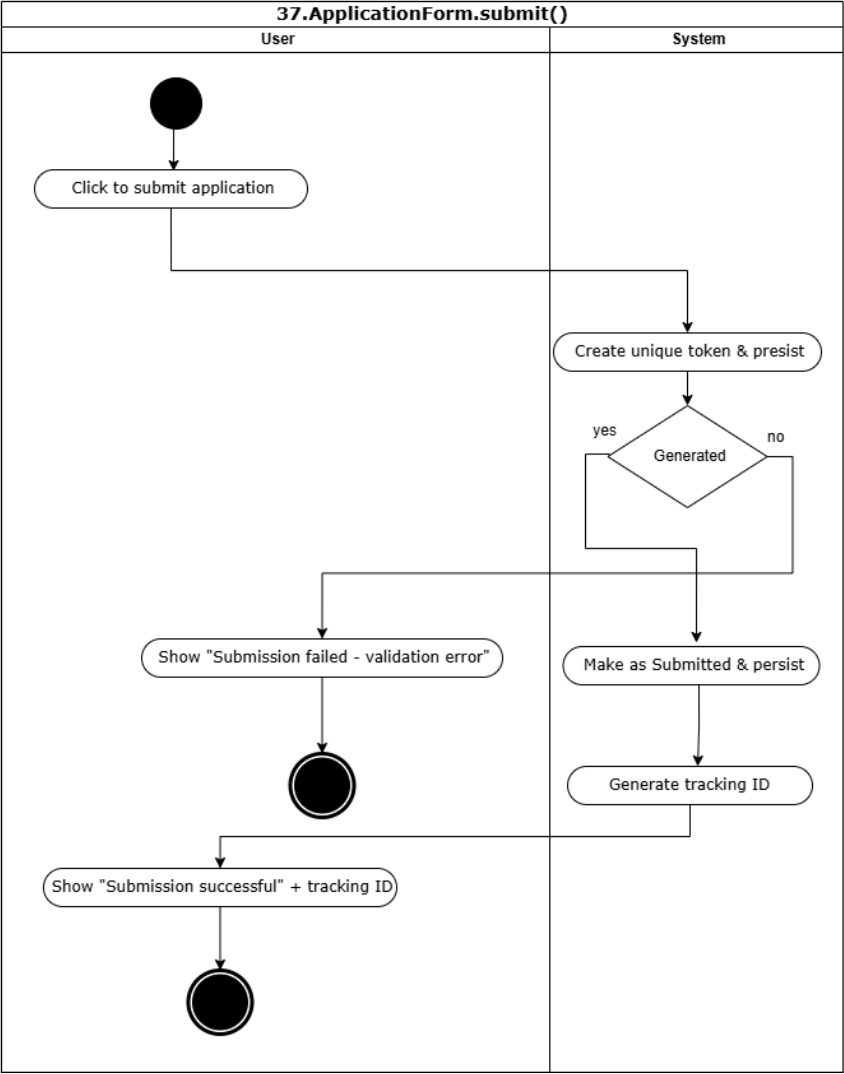 37.ApplicationForm.submit()
User
System
Click to submit application
Create unique token & presist
yes
no
Generated
Show "Submission failed - validation error"
Make as Submitted & persist
Generate tracking ID
Show "Submission successful" + tracking ID